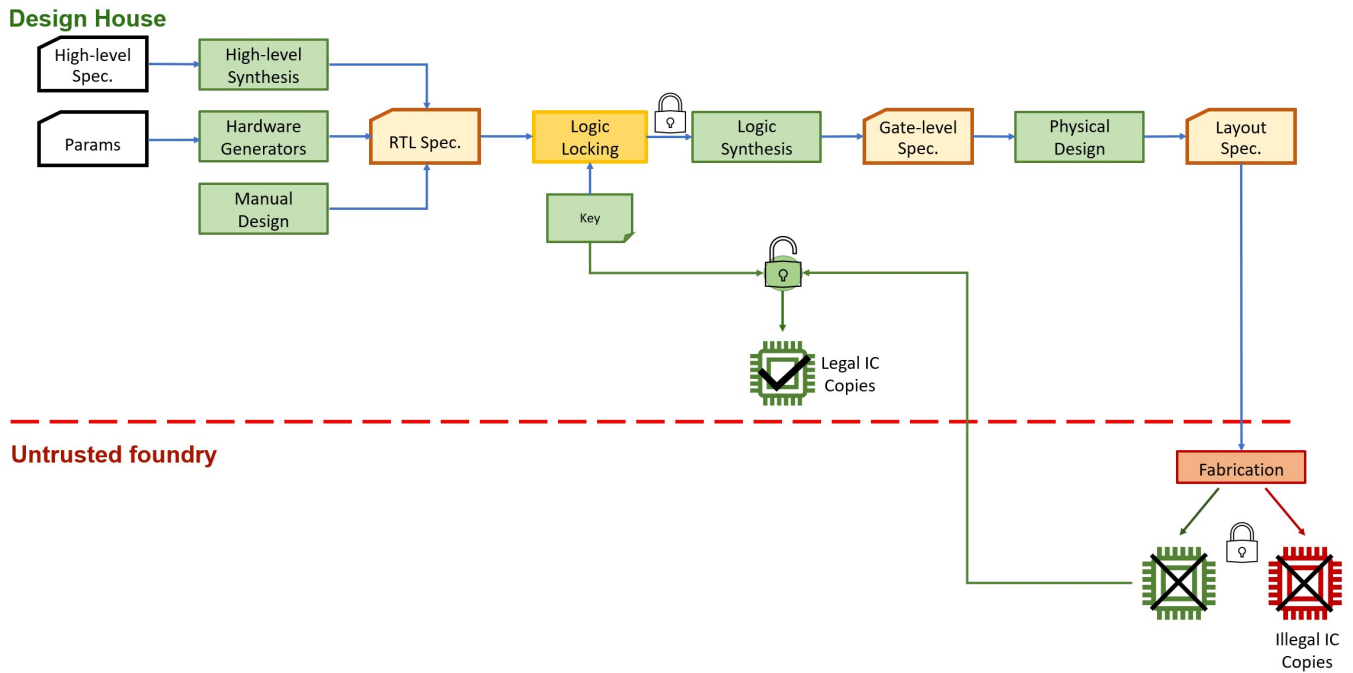 Design House
High-level
Spec.
High-level
Synthesis
Params
Hardware
Generators
RTL Spec.
Logic
Locking
Logic
Synthesis
Gate-level
Spec.
Physical
Design
Layout
Spec.
Manual
Design
Key
Legal IC
Copies
Untrusted foundry
Fabrication
Illegal IC
Copies